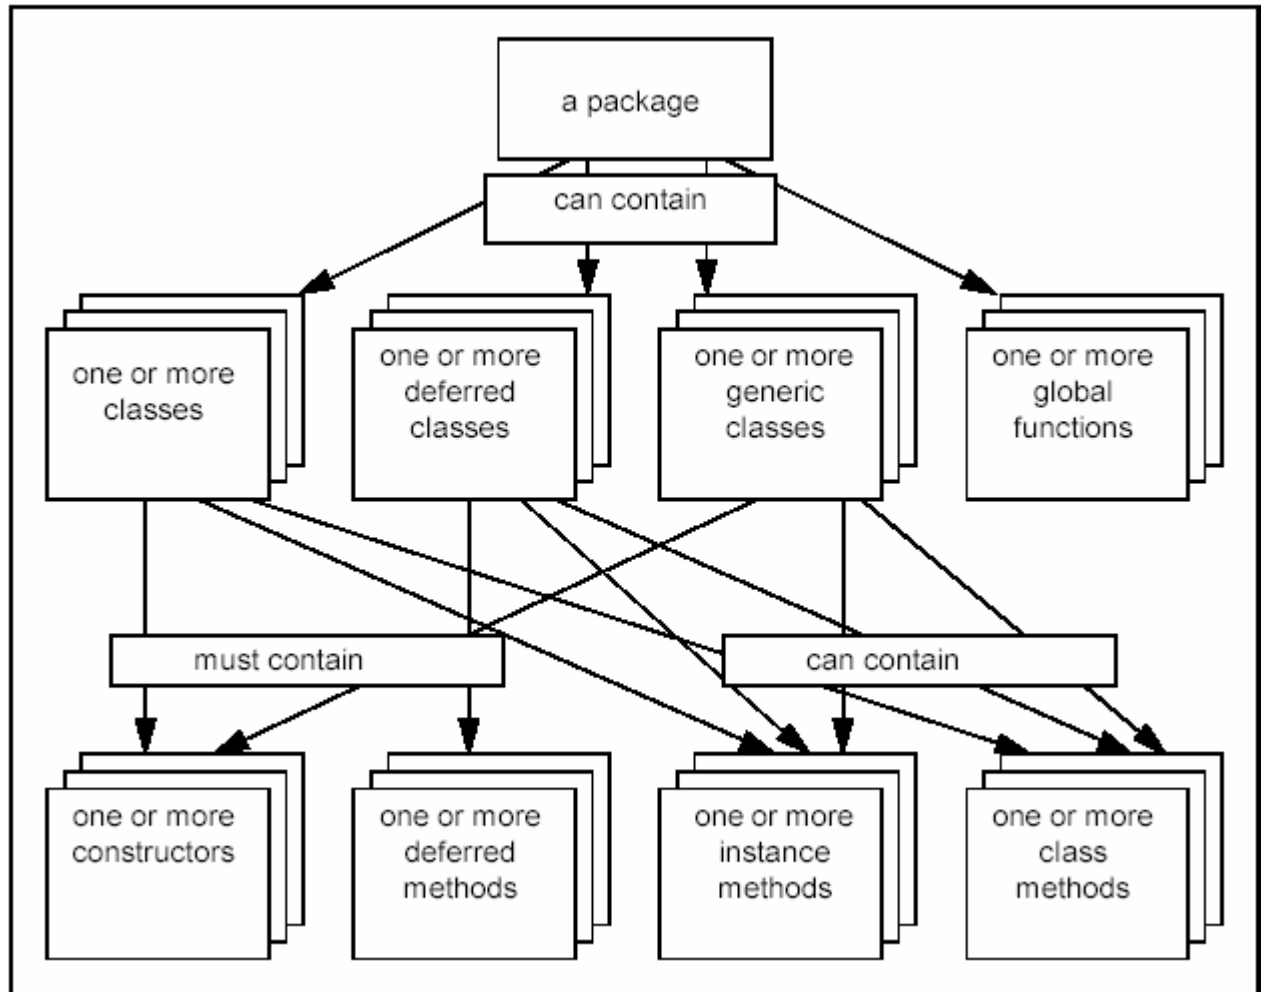 a package
can contain
one or more
classes
one or more
deferred
classes
one or more
generic
classes
one or more
global
functions
must contain
can contain
one or more
constructors
one or more
deferred
methods
one or more
instance
methods
one or more
class
methods